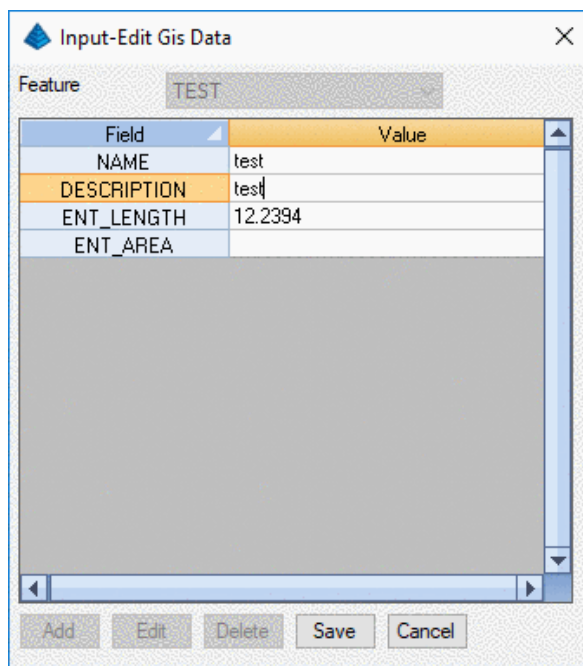 Input-Edit Gis Data
Feature TEST
Field Value
NAME test
DESCRIPTION test
ENT_LENGTH 12.2394
ENT_AREA
Add Edit Delete Save Cancel